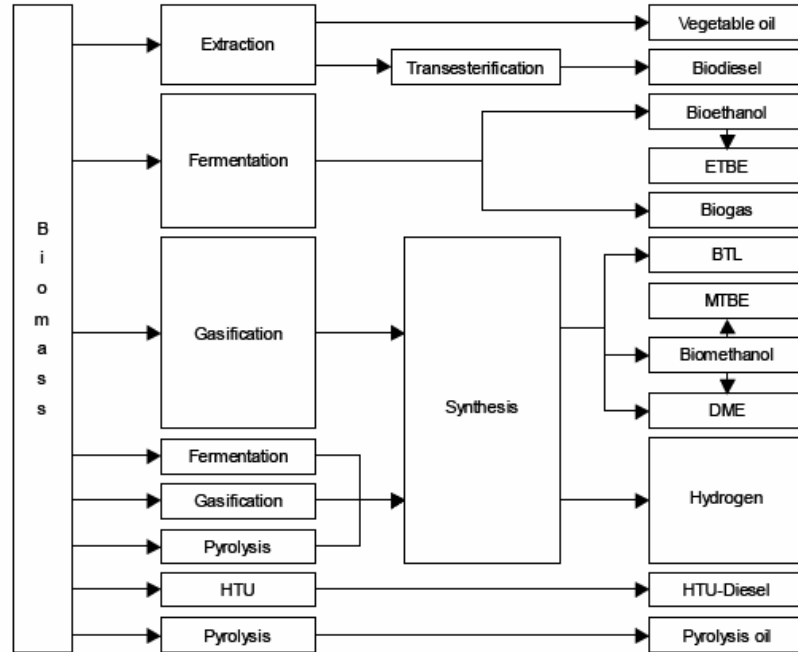 Biomass
Extraction
Vegetable oil
Transesterification
Biodiesel
Fermentation
Bioethanol
ETBE
Biogas
Gasification
Synthesis
BTL
MTBE
Biomethanol
DME
Fermentation
Gasification
Pyrolysis
Hydrogen
HTU
HTU-Diesel
Pyrolysis
Pyrolysis oil